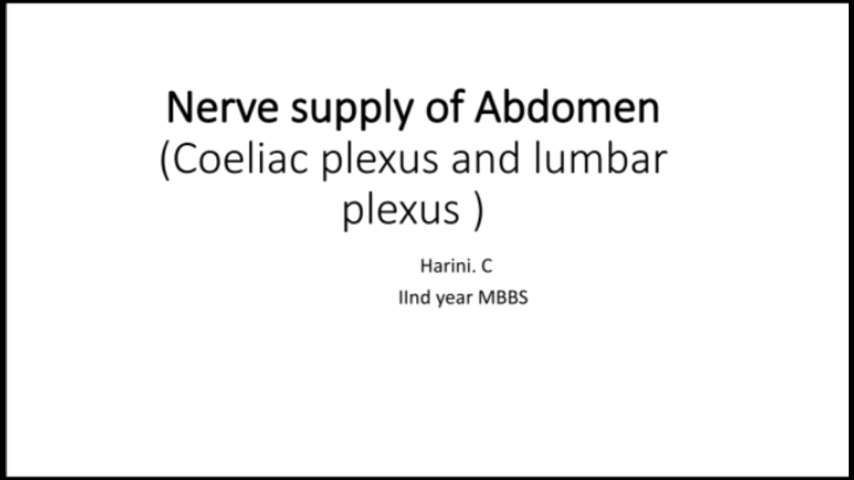 Nerve supply of Abdomen
(Coeliac plexus and lumbar
plexus )
Harini. C
IInd year MBBS